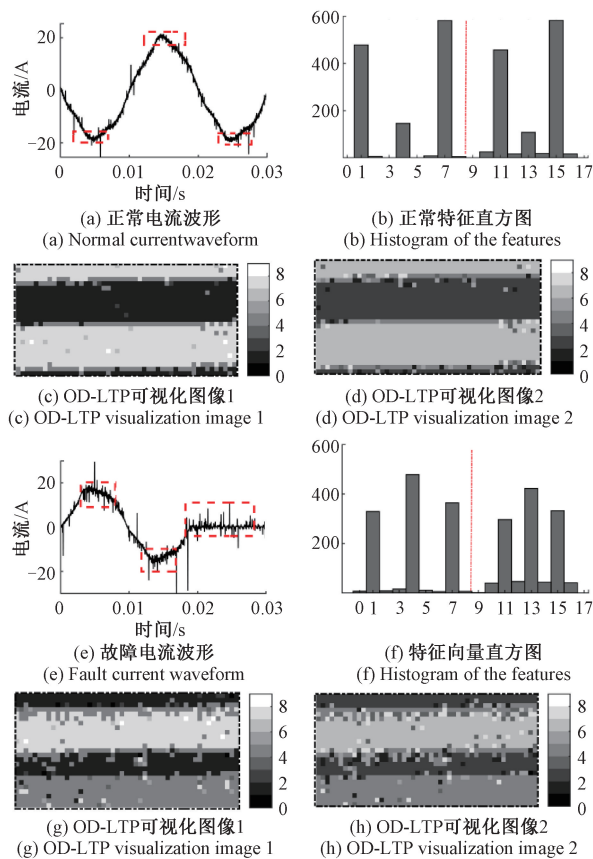 20
0
−20
电流/A
0
0.01
0.02
0.03
时间/s
(a) 正常电流波形
(a) Normal currentwaveform
600
400
200
0 1 3 5 7 9 11 13 15 17
(b) 正常特征直方图
(b) Histogram of the features
8
6
4
2
0
(c) OD-LTP可视化图像1
(c) OD-LTP visualization image 1
8
6
4
2
0
(d) OD-LTP可视化图像2
(d) OD-LTP visualization image 2
20
0
−20
电流/A
0
0.01
0.02
0.03
时间/s
(e) 故障电流波形
(e) Fault current waveform
600
400
200
0 1 3 5 7 9 11 13 15 17
(f) 特征向量直方图
(f) Histogram of the features
8
6
4
2
0
(g) OD-LTP可视化图像1
(g) OD-LTP visualization image 1
8
6
4
2
0
(h) OD-LTP可视化图像2
(h) OD-LTP visualization image 2